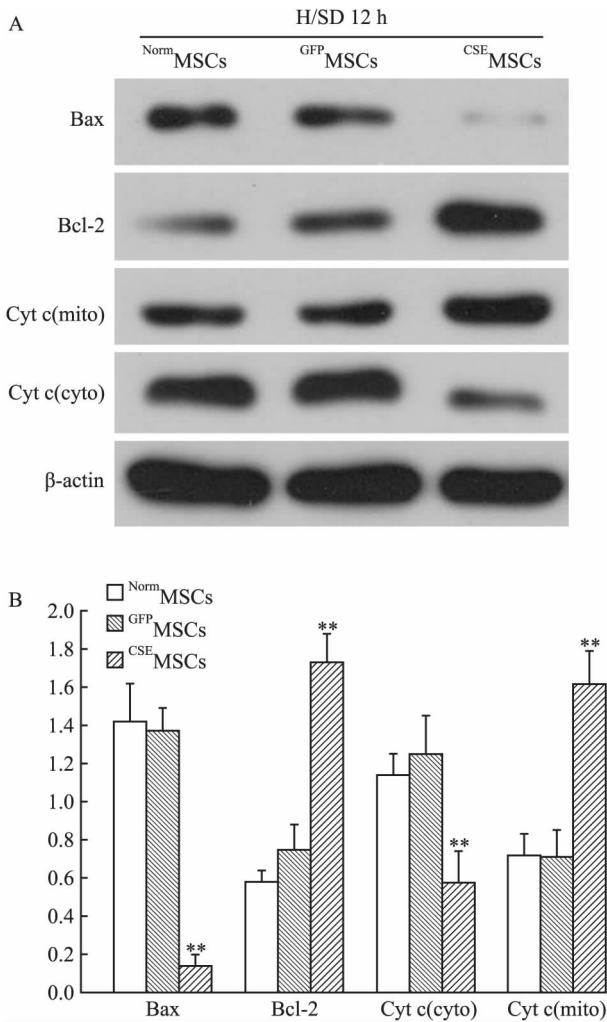 A
H/SD 12 h
NormMSCs GFPMSCs CSEMSCs
Bax
Bcl-2
Cyt c(mito)
Cyt c(cyto)
β-actin
B
NormMSCs
GFPMSCs
CSEMSCs
2.0
1.8
1.6
1.4
1.2
1.0
0.8
0.6
0.4
0.2
0.0
**
**
**
**
Bax Bcl-2 Cyt c(cyto) Cyt c(mito)